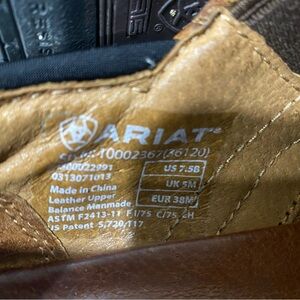 ARIAT
10002367(36120)
US 7.5B
UK 5M
EUR 38M
0313071013
Made in China
Leather Upper
Balance Manmade
ASTM F2413-11 F I/75 C/75 EH
US Patent 5,720,117